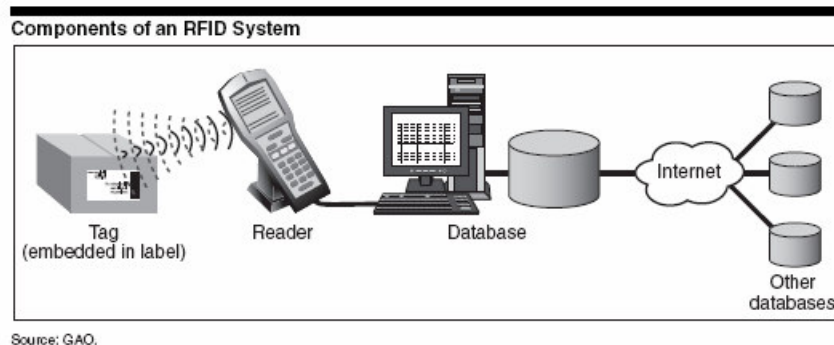 Components of an RFID System
Internet
Tag
(embedded in label)
Reader
Database
Other
databases
Source: GAO.